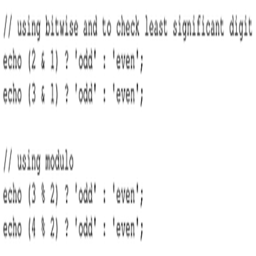 // using bitwise and to check least significant digit
echo (2 & 1) ? 'odd' : 'even';
echo (3 & 1) ? 'odd' : 'even';
// using modulo
echo (3 % 2) ? 'odd' : 'even';
echo (4 % 2) ? 'odd' : 'even';